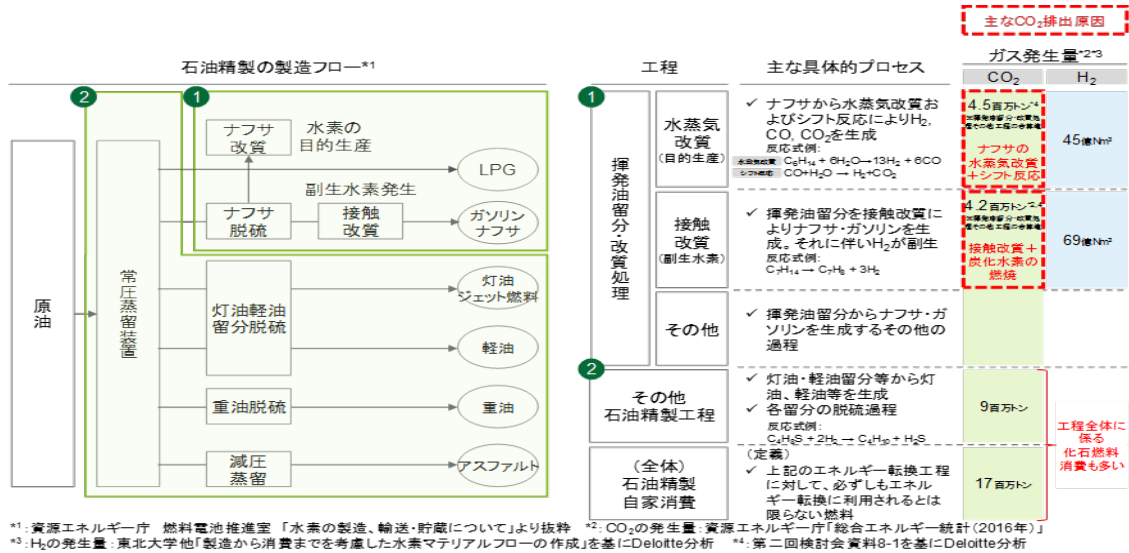 主なCO₂排出原因
石油精製の製造フロー*1
工程
主な具体的プロセス
ガス発生量*2*3
CO₂
H₂
2
1
ナフサ
改質
水素の
目的生産
LPG
副生水素発生
ナフサ
脱硫
接触
改質
ガソリン
ナフサ
原油
常圧蒸留装置
灯油軽油
留分脱硫
灯油
ジェット燃料
軽油
重油脱硫
重油
減圧
蒸留
アスファルト
1
揮発油留分・改質処理
水蒸気
改質
(目的生産)
✓ ナフサから水蒸気改質お
よびシフト反応によりH₂,
CO, CO₂を生成
反応式例:
水蒸気改質 C₆H₁₄ + 6H₂O→13H₂ + 6CO
シフト反応 CO+H₂O → H₂+CO₂
4.5百万トン*4
ナフサの
水蒸気改質
+シフト反応
45億Nm³
接触
改質
(副生水素)
✓ 揮発油留分を接触改質によ
りナフサ・ガソリンを生
成。それに伴いH₂が副生
反応式例:
C₇H₁₄ → C₇H₈ + 3H₂
4.2百万トン*2,4
接触改質+
炭化水素の
燃焼
69億Nm³
その他
✓ 揮発油留分からナフサ・ガ
ソリンを生成するその他の
過程
2
その他
石油精製工程
✓ 灯油・軽油留分等から灯
油、軽油等を生成
✓ 各留分の脱硫過程
反応式例:
C₄H₈S + 2H₂ → C₄H₁₀ + H₂S
9百万トン
工程全体に
係る
化石燃料
消費も多い
(全体)
石油精製
自家消費
(定義)
✓ 上記のエネルギー転換工程
に対して、必ずしもエネル
ギー転換に利用されるとは
限らない燃料
17百万トン
*1:資源エネルギー庁 燃料電池推進室 「水素の製造、輸送・貯蔵について」より抜粋 *2:CO₂の発生量:資源エネルギー庁「総合エネルギー統計(2016年)」
*3:H₂の発生量:東北大学他「製造から消費までを考慮した水素マテリアルフローの作成」を基にDeloitte分析 *4:第二回検討会資料8-1を基にDeloitte分析